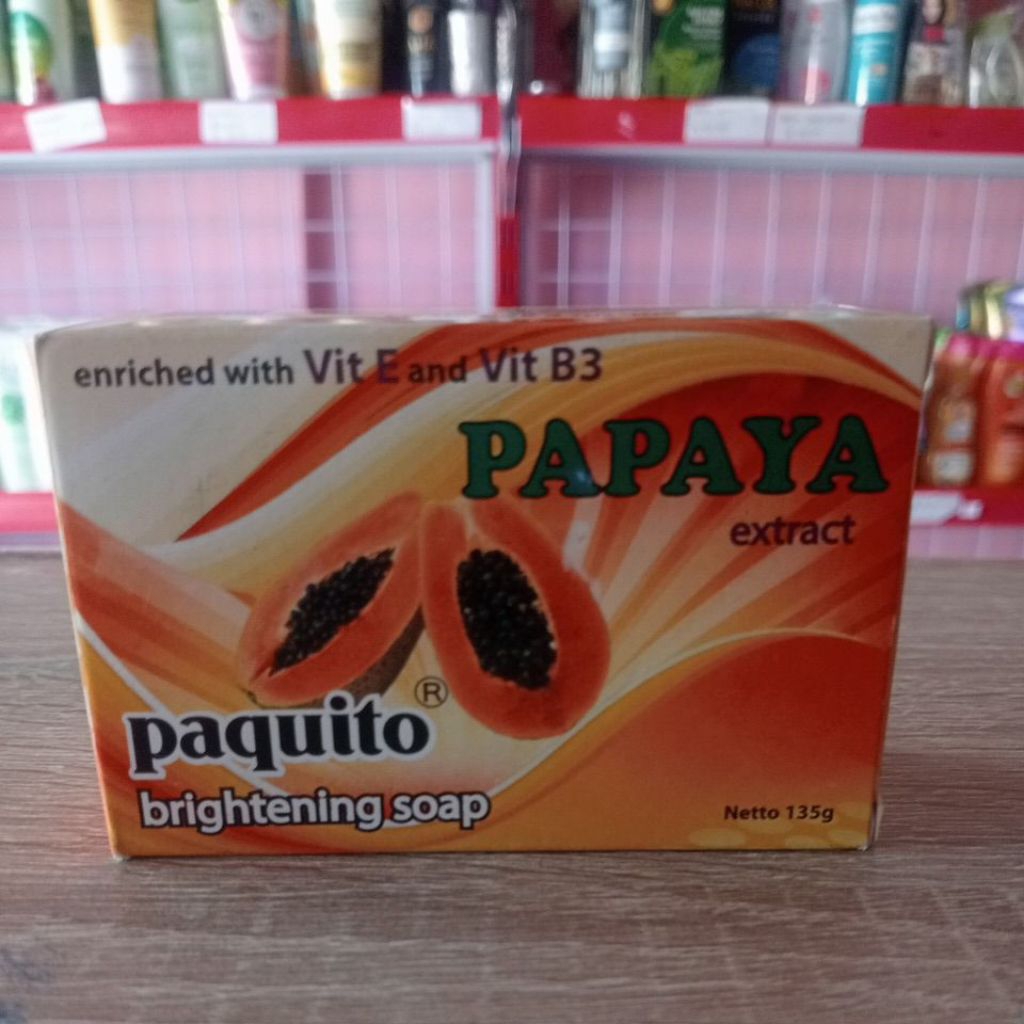 enriched with Vit E and Vit B3
PAPAYA
extract
paquito®
brightening soap
Netto 135g